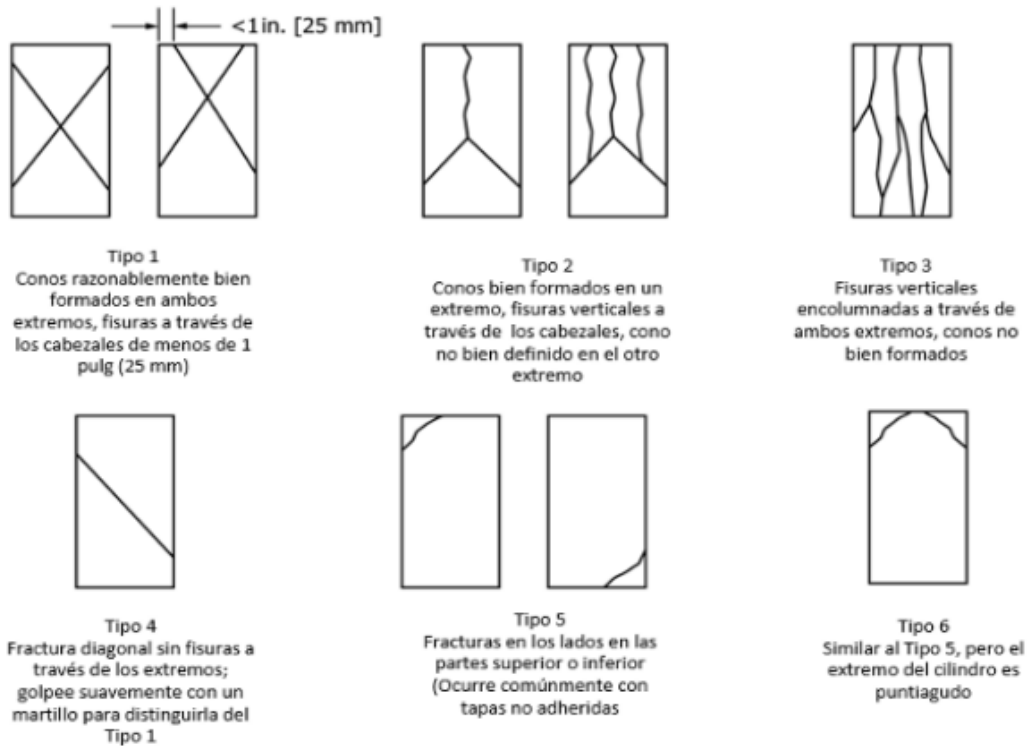 <1in. [25 mm]
Tipo 1
Conos razonablemente bien
formados en ambos
extremos, fisuras a través de
los cabezales de menos de 1
pulg (25 mm)
Tipo 2
Conos bien formados en un
extremo, fisuras verticales a
través de los cabezales, cono
no bien definido en el otro
extremo
Tipo 3
Fisuras verticales
encolumnadas a través de
ambos extremos, conos no
bien formados
Tipo 4
Fractura diagonal sin fisuras a
través de los extremos;
golpee suavemente con un
martillo para distinguirla del
Tipo 1
Tipo 5
Fracturas en los lados en las
partes superior o inferior
(Ocurre comúnmente con
tapas no adheridas
Tipo 6
Similar al Tipo 5, pero el
extremo del cilindro es
puntiagudo